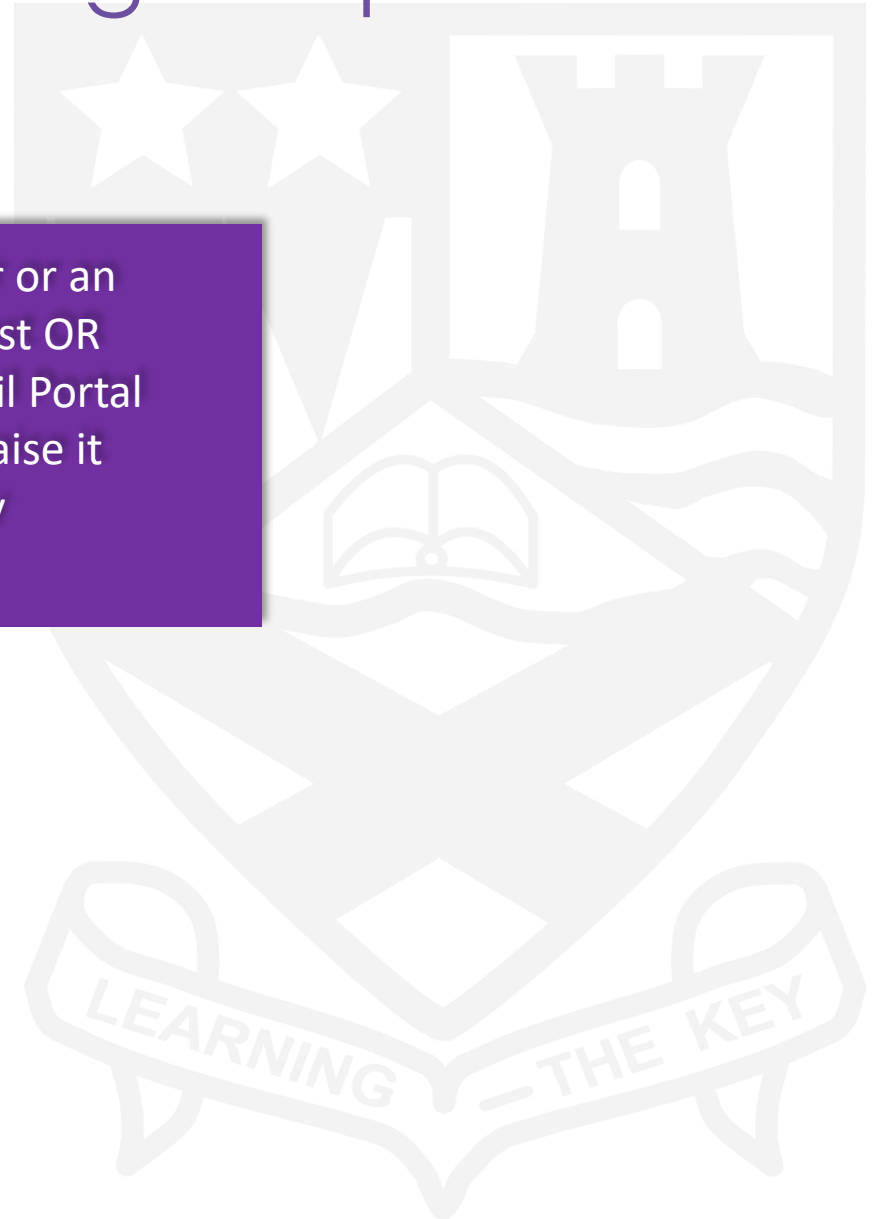 or an
st OR
il Portal
aise it
LEARNING — THE KEY